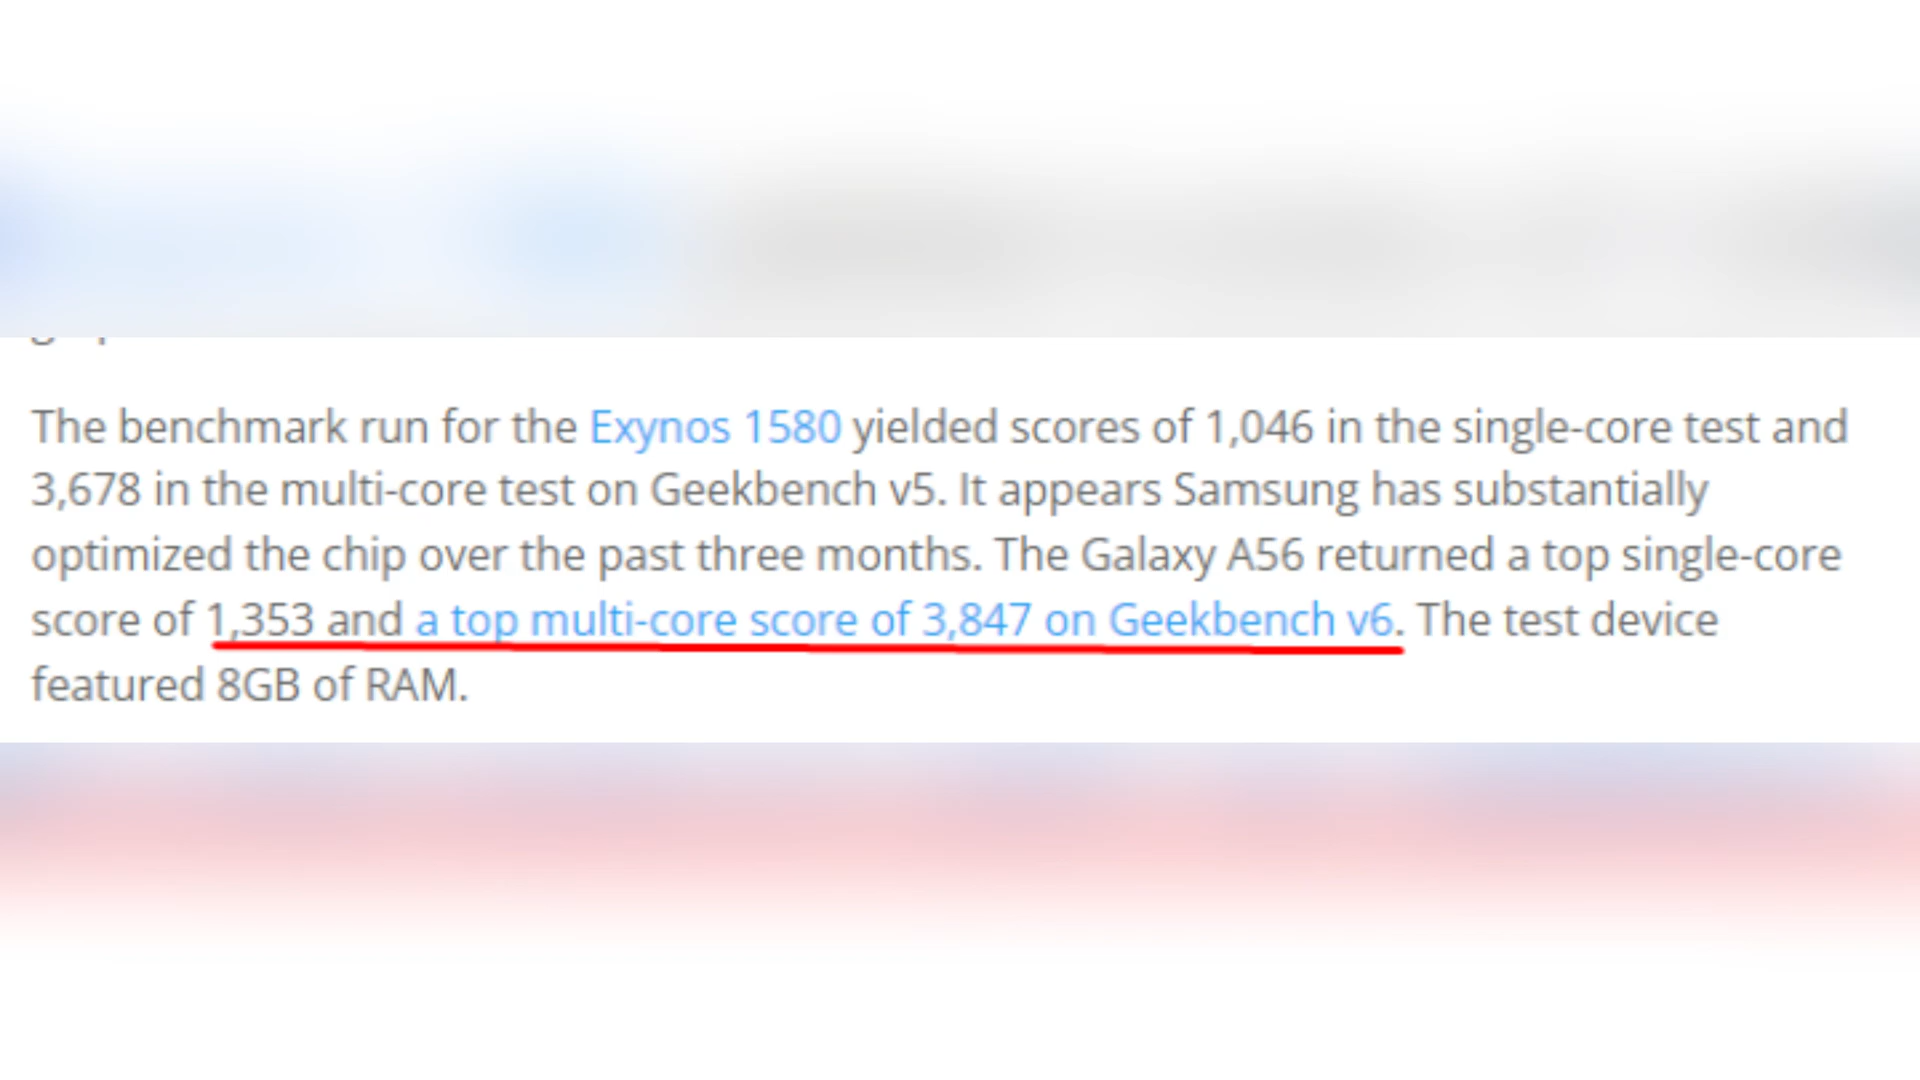 The benchmark run for the Exynos 1580 yielded scores of 1,046 in the single-core test and
3,678 in the multi-core test on Geekbench v5. It appears Samsung has substantially
optimized the chip over the past three months. The Galaxy A56 returned a top single-core
score of 1,353 and a top multi-core score of 3,847 on Geekbench v6. The test device
featured 8GB of RAM.